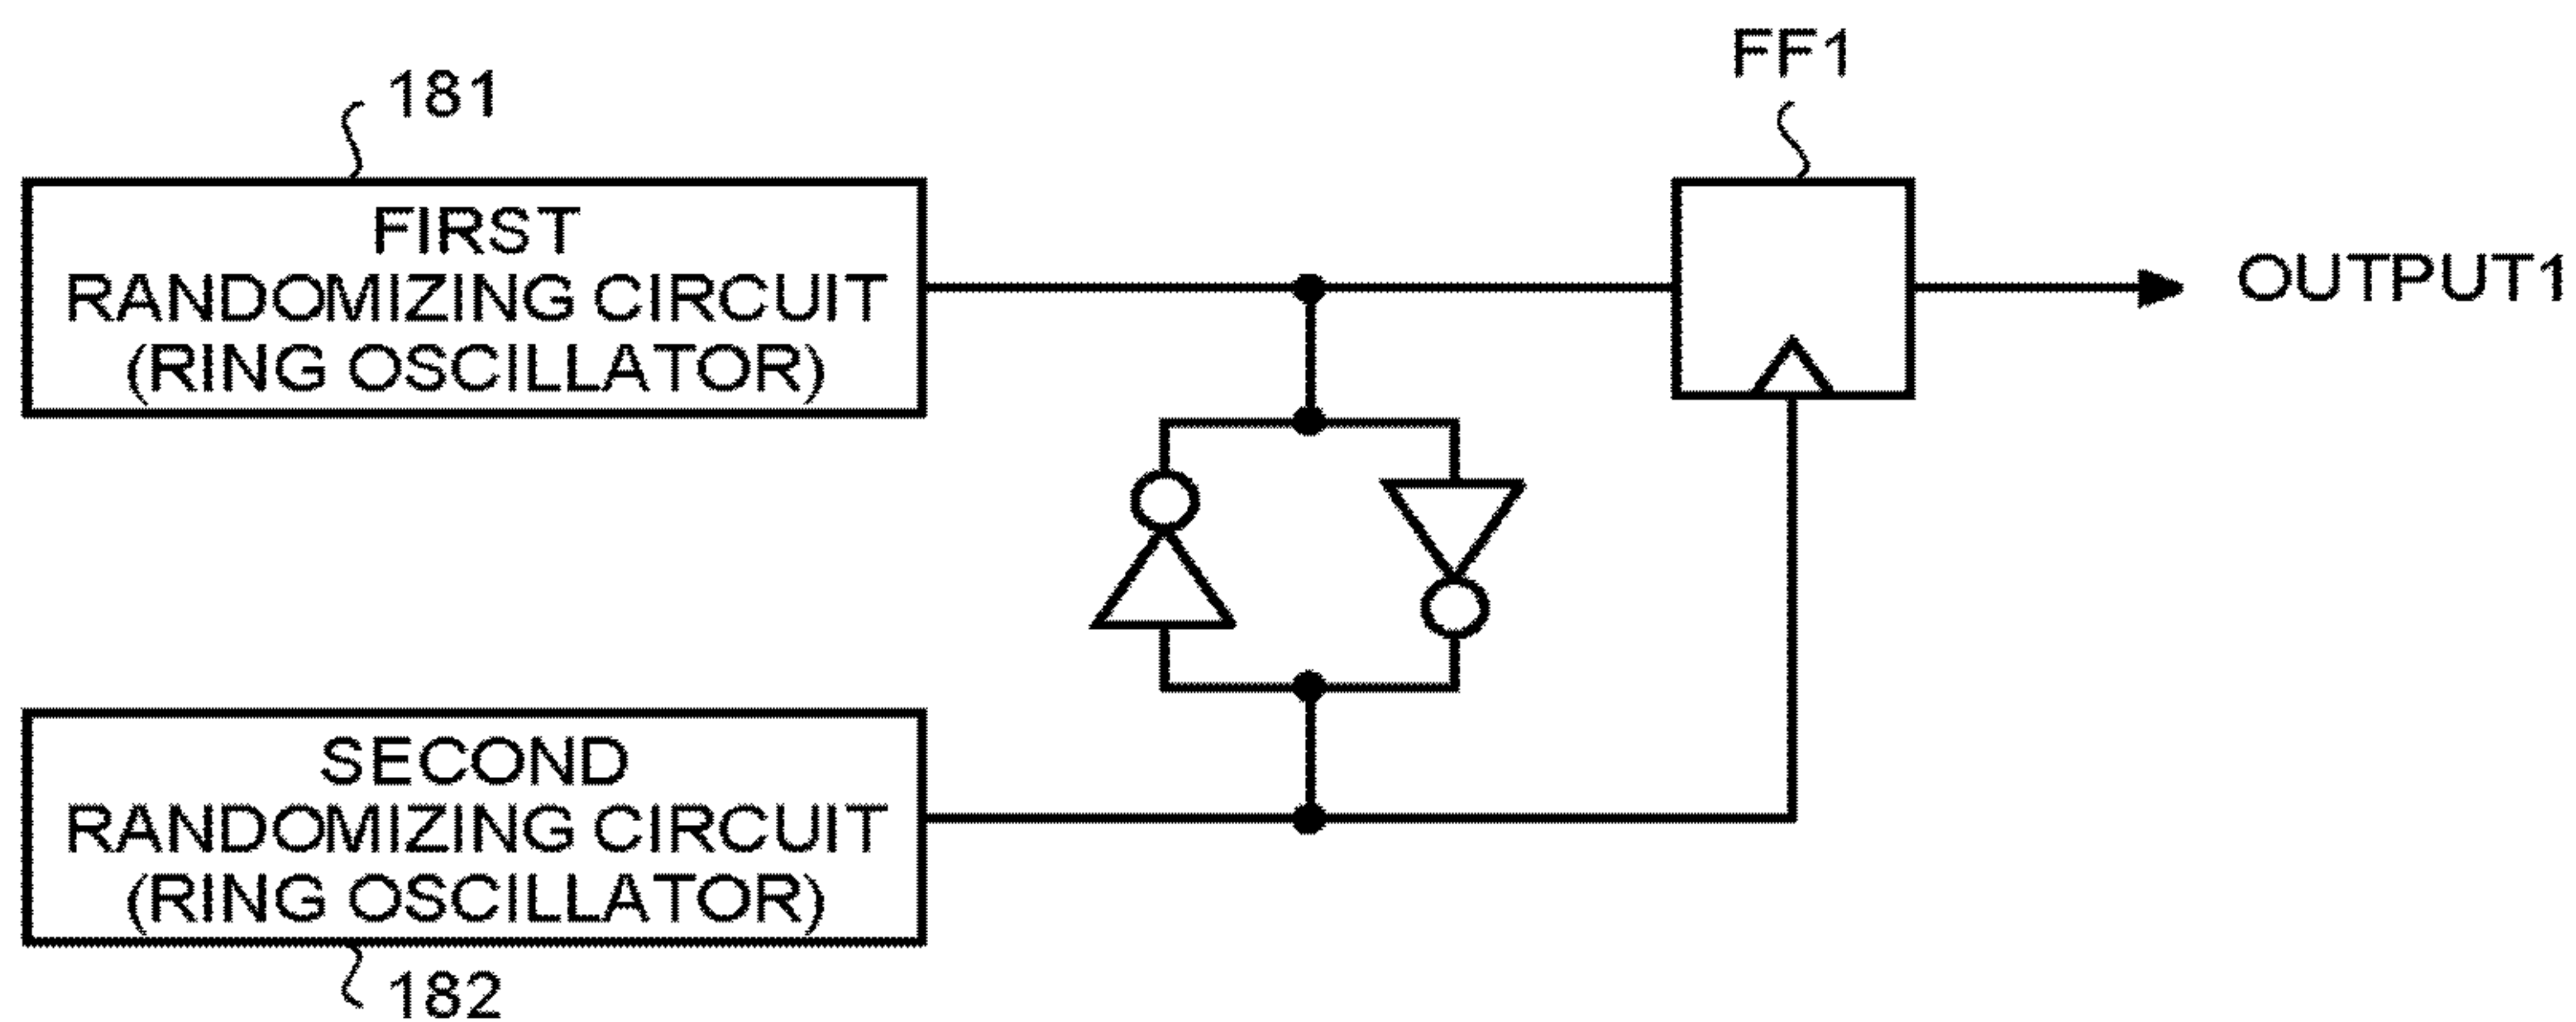 181
FF1
FIRST
RANDOMIZING CIRCUIT
(RING OSCILLATOR)
OUTPUT1
SECOND
RANDOMIZING CIRCUIT
(RING OSCILLATOR)
182